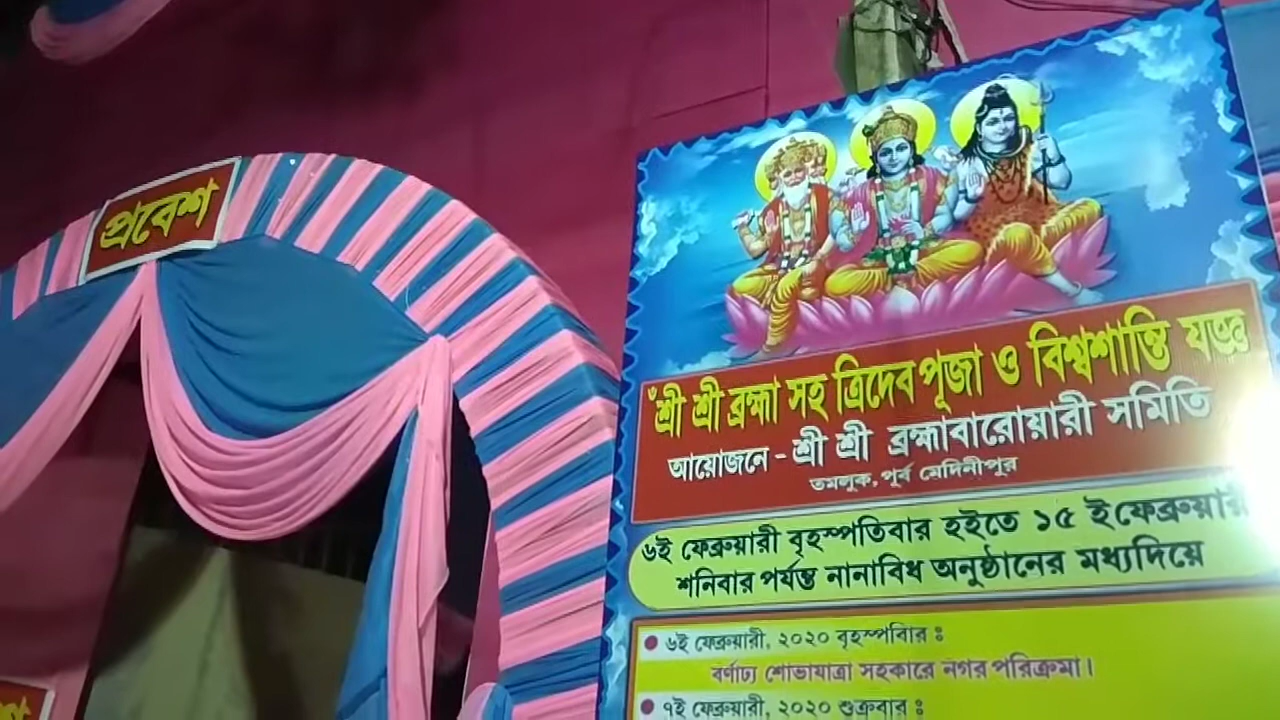 প্রবেশ
শ্রী শ্রী ব্রহ্মা সহ ত্রিদেব পূজা ও বিশ্বশান্তি যজ্ঞ
আয়োজনে - শ্রী শ্রী ব্রহ্মাবারোয়ারী সমিতি
তমলুক, পূর্ব মেদিনীপুর
৬ই ফেব্রুয়ারী বৃহস্পতিবার হইতে ১৫ ইফেব্রুয়ারী
শনিবার পর্যন্ত নানাবিধ অনুষ্ঠানের মধ্যদিয়ে
৬ই ফেব্রুয়ারী, ২০২০ বৃহস্পবিার ঃ
বর্ণাঢ্য শোভাযাত্রা সহকারে নগর পরিক্রমা।
৭ই ফেব্রুয়ারী, ২০২০ শুক্রবার ঃ